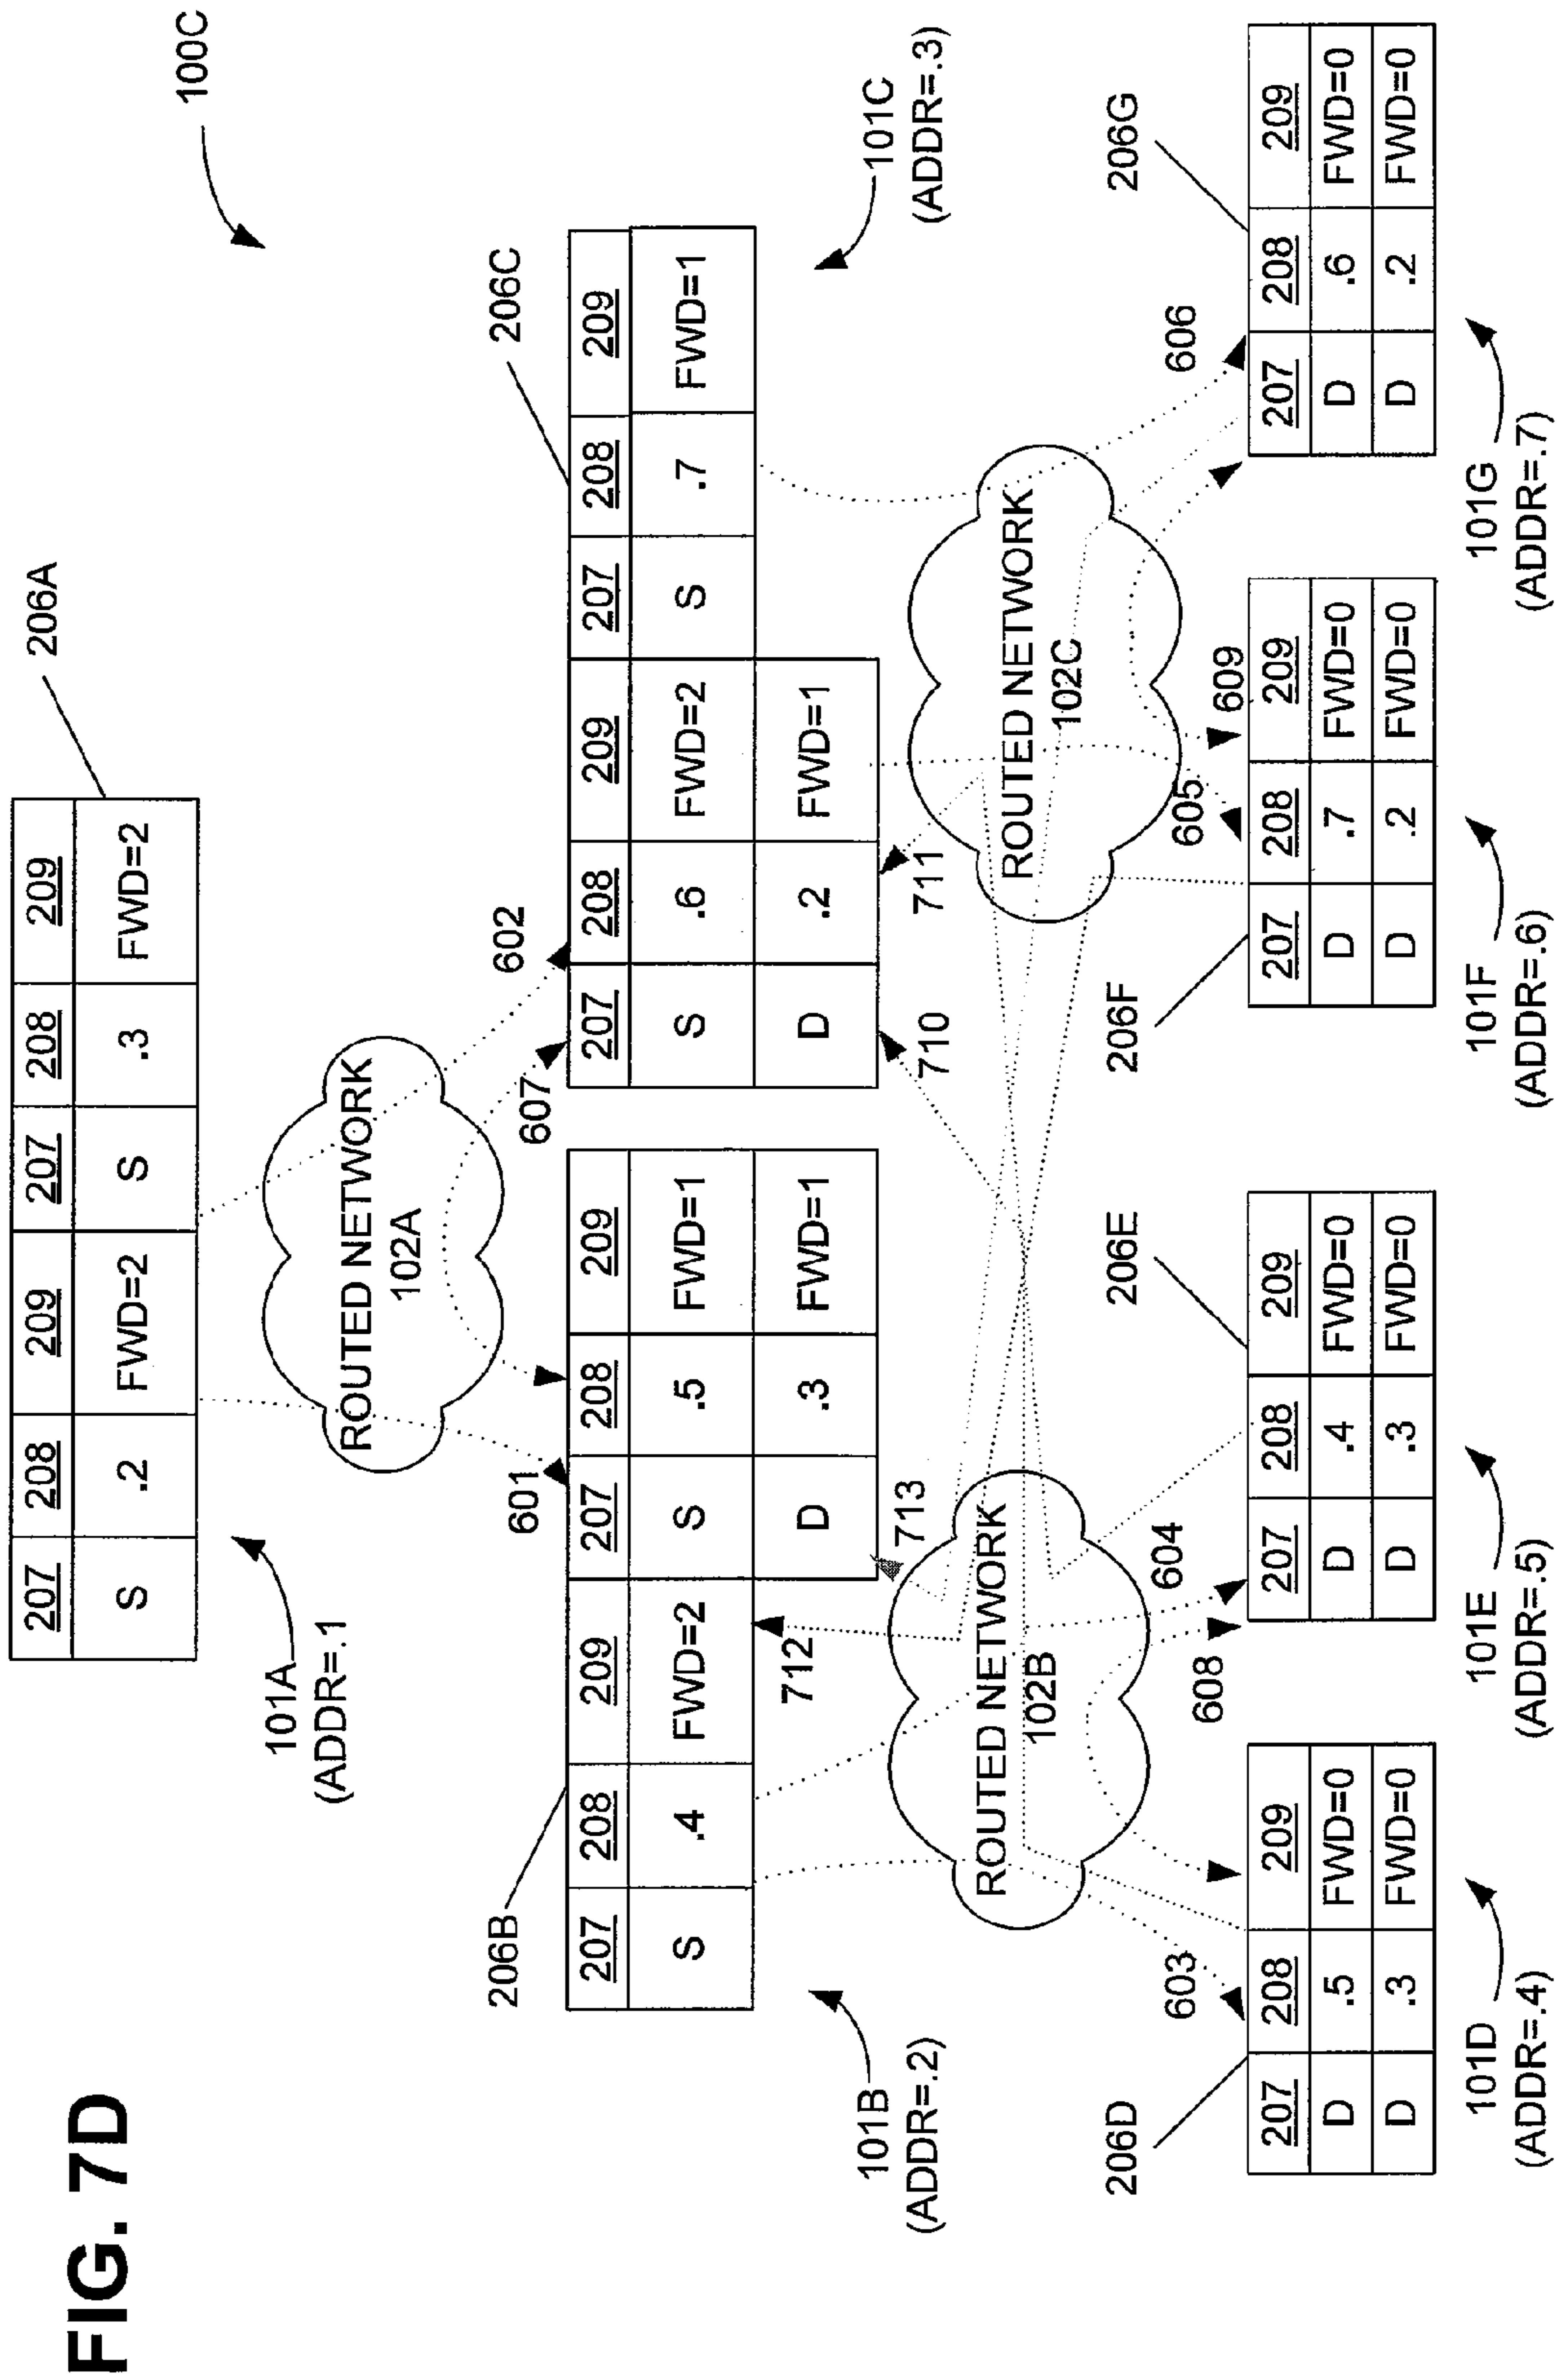 FIG. 7D
100C
206A
207 208 209 207 208 209
S .2 FWD=2 S .3 FWD=2
101A
(ADDR=.1
ROUTED NETWORK
102A
601
607
602
206B
207 208 209 207 208 209
S .4 FWD=2 S .5 FWD=1
D .3 FWD=1
101B
(ADDR=.2)
206C
207 208 209 207 208 209
S .6 FWD=2 S .7 FWD=1
D .2 FWD=1
101C
(ADDR=.3)
712
713
710
711
ROUTED NETWORK
102B
ROUTED NETWORK
102C
603
608
604
605
609
606
206D
207 208 209
D .5 FWD=0
D .3 FWD=0
101D
(ADDR=.4)
206E
207 208 209
D .4 FWD=0
D .3 FWD=0
101E
(ADDR=.5)
206F
207 208 209
D .7 FWD=0
D .2 FWD=0
101F
(ADDR=.6)
206G
207 208 209
D .6 FWD=0
D .2 FWD=0
101G
(ADDR=.7)